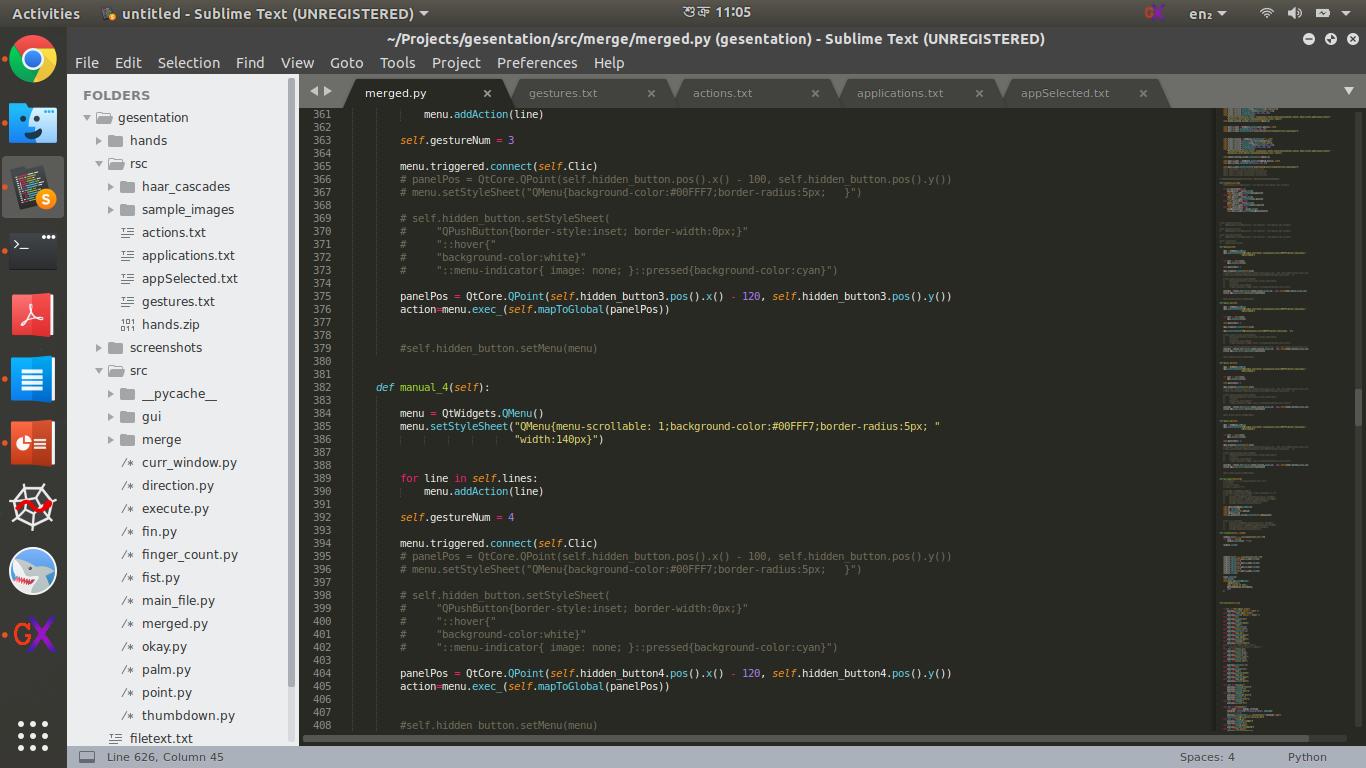 Activities
untitled - Sublime Text (UNREGISTERED)
শুক্র 11:05
GX
en₂
~/Projects/gesentation/src/merge/merged.py (gesentation) - Sublime Text (UNREGISTERED)
File Edit Selection Find View Goto Tools Project Preferences Help
FOLDERS
gesentation
hands
rsc
haar_cascades
sample_images
actions.txt
applications.txt
appSelected.txt
gestures.txt
hands.zip
screenshots
src
__pycache__
gui
merge
curr_window.py
direction.py
execute.py
fin.py
finger_count.py
fist.py
main_file.py
merged.py
okay.py
palm.py
point.py
thumbdown.py
filetext.txt
merged.py gestures.txt actions.txt applications.txt appSelected.txt
361 menu.addAction(line)
362
363 self.gestureNum = 3
364
365 menu.triggered.connect(self.Clic)
366 # panelPos = QtCore.QPoint(self.hidden_button.pos().x() - 100, self.hidden_button.pos().y())
367 # menu.setStyleSheet("QMenu{background-color:#00FFF7;border-radius:5px;   }")
368
369 # self.hidden_button.setStyleSheet(
370 #     "QPushButton{border-style:inset; border-width:0px;}"
371 #     "::hover{"
372 #     "background-color:white}"
373 #     "::menu-indicator{ image: none; }::pressed{background-color:cyan}")
374
375 panelPos = QtCore.QPoint(self.hidden_button3.pos().x() - 120, self.hidden_button3.pos().y())
376 action=menu.exec_(self.mapToGlobal(panelPos))
377
378
379 #self.hidden_button.setMenu(menu)
380
381
382 def manual_4(self):
383
384 menu = QtWidgets.QMenu()
385 menu.setStyleSheet("QMenu{menu-scrollable: 1;background-color:#00FFF7;border-radius:5px; "
386 "width:140px}")
387
388
389 for line in self.lines:
390 menu.addAction(line)
391
392 self.gestureNum = 4
393
394 menu.triggered.connect(self.Clic)
395 # panelPos = QtCore.QPoint(self.hidden_button.pos().x() - 100, self.hidden_button.pos().y())
396 # menu.setStyleSheet("QMenu{background-color:#00FFF7;border-radius:5px;   }")
397
398 # self.hidden_button.setStyleSheet(
399 #     "QPushButton{border-style:inset; border-width:0px;}"
400 #     "::hover{"
401 #     "background-color:white}"
402 #     "::menu-indicator{ image: none; }::pressed{background-color:cyan}")
403
404 panelPos = QtCore.QPoint(self.hidden_button4.pos().x() - 120, self.hidden_button4.pos().y())
405 action=menu.exec_(self.mapToGlobal(panelPos))
406
407
408 #self.hidden_button.setMenu(menu)
GX
Line 626, Column 45
Spaces: 4
Python